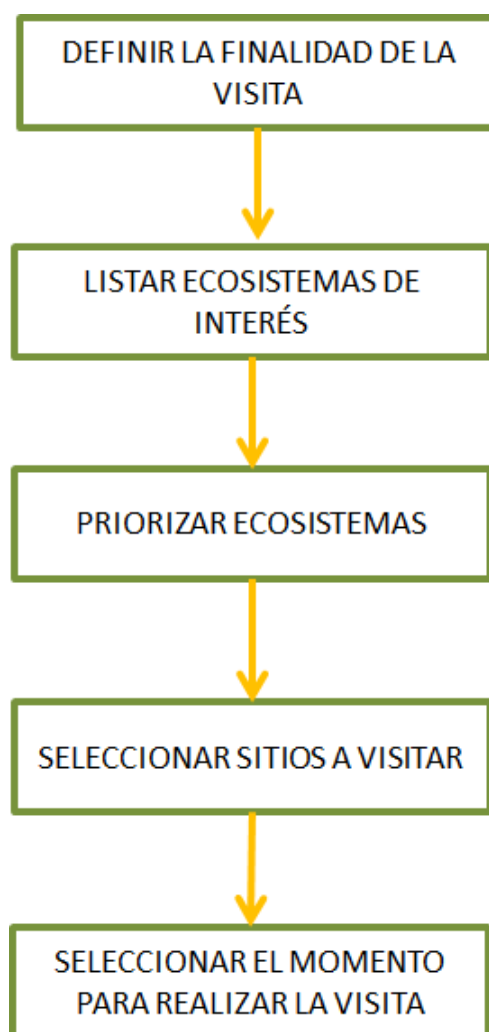 DEFINIR LA FINALIDAD DE LA
VISITA
LISTAR ECOSISTEMAS DE
INTERÉS
PRIORIZAR ECOSISTEMAS
SELECCIONAR SITIOS A VISITAR
SELECCIONAR EL MOMENTO
PARA REALIZAR LA VISITA